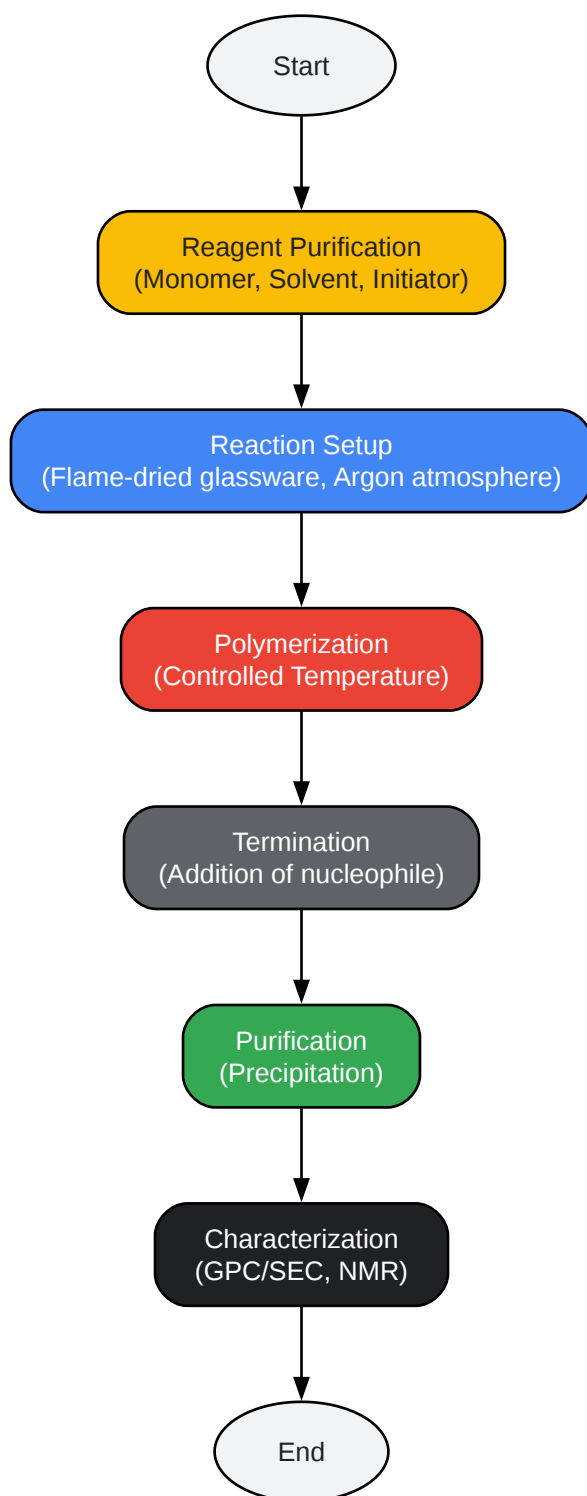 Start
Reagent Purification
(Monomer, Solvent, Initiator)
Reaction Setup
(Flame-dried glassware, Argon atmosphere)
Polymerization
(Controlled Temperature)
Termination
(Addition of nucleophile)
Purification
(Precipitation)
Characterization
(GPC/SEC, NMR)
End